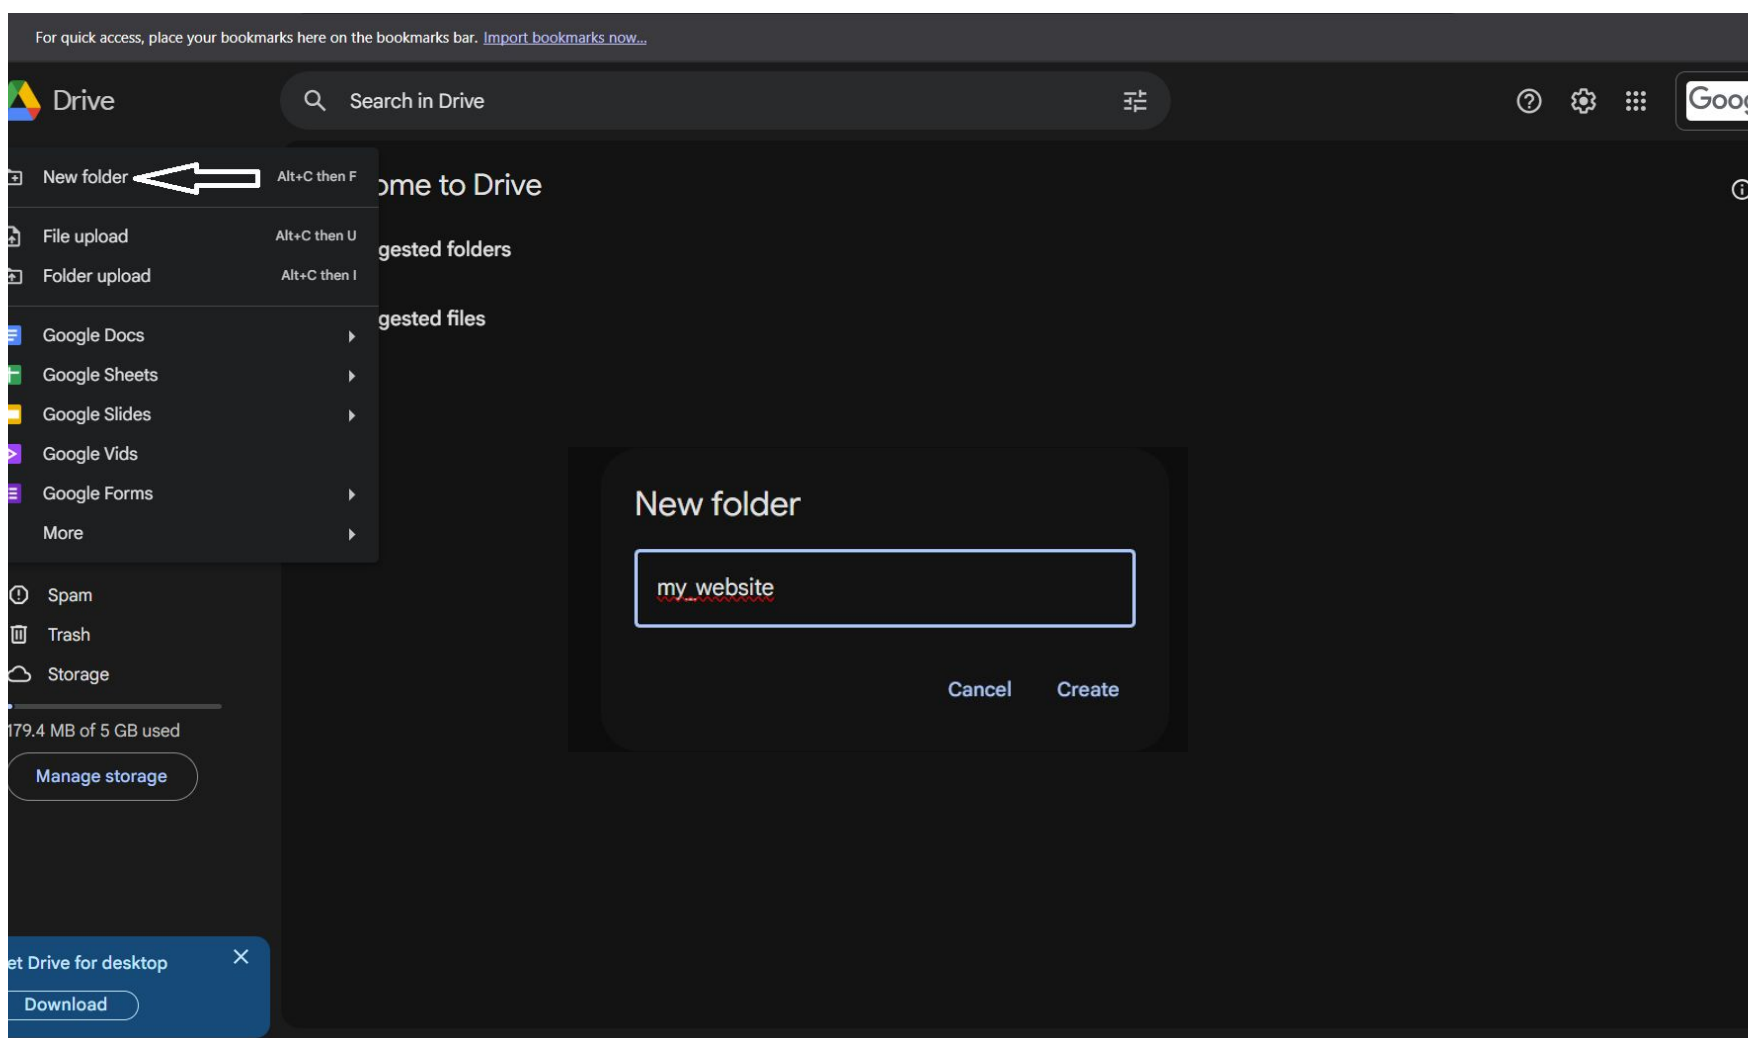 For quick access, place your bookmarks here on the bookmarks bar. Import bookmarks now...
Drive
Search in Drive
New folder Alt+C then F
File upload Alt+C then U
Folder upload Alt+C then I
Google Docs
Google Sheets
Google Slides
Google Vids
Google Forms
More
Spam
Trash
Storage
179.4 MB of 5 GB used
Manage storage
et Drive for desktop
Download
Goog
ome to Drive
gested folders
gested files
New folder
my_website
Cancel Create